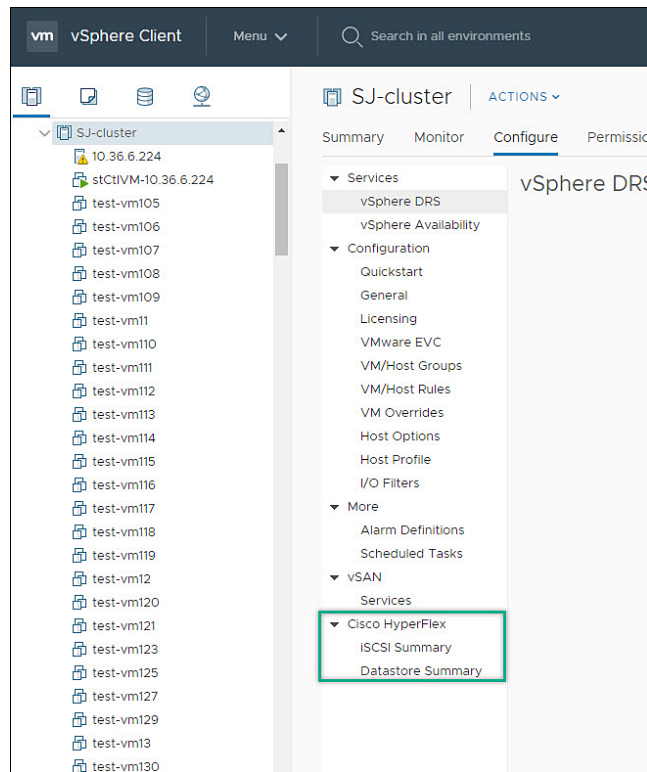 vm vSphere Client Menu Search in all environments
SJ-cluster
10.36.6.224
stCtlVM-10.36.6.224
test-vm105
test-vm106
test-vm107
test-vm108
test-vm109
test-vm11
test-vm110
test-vm111
test-vm112
test-vm113
test-vm114
test-vm115
test-vm116
test-vm117
test-vm118
test-vm119
test-vm12
test-vm120
test-vm121
test-vm123
test-vm125
test-vm127
test-vm129
test-vm13
test-vm130
SJ-cluster ACTIONS
Summary Monitor Configure Permissio
Services
vSphere DRS
vSphere Availability
Configuration
Quickstart
General
Licensing
VMware EVC
VM/Host Groups
VM/Host Rules
VM Overrides
Host Options
Host Profile
I/O Filters
More
Alarm Definitions
Scheduled Tasks
vSAN
Services
Cisco HyperFlex
iSCSI Summary
Datastore Summary
vSphere DRS